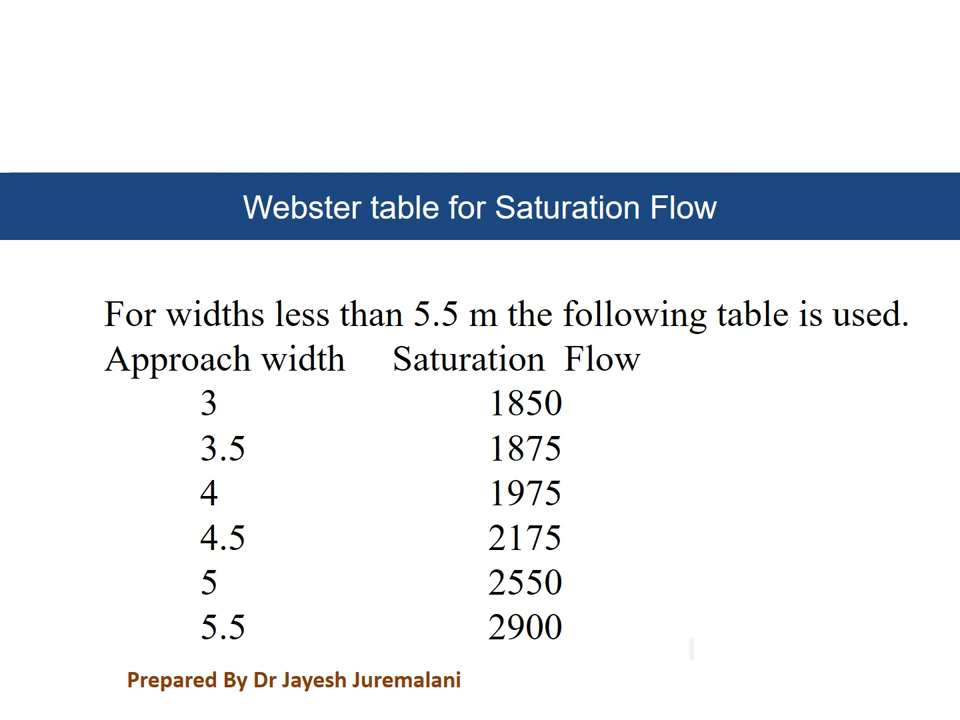 Webster table for Saturation Flow
For widths less than 5.5 m the following table is used.
Approach width Saturation Flow
3 1850
3.5 1875
4 1975
4.5 2175
5 2550
5.5 2900
Prepared By Dr Jayesh Juremalani